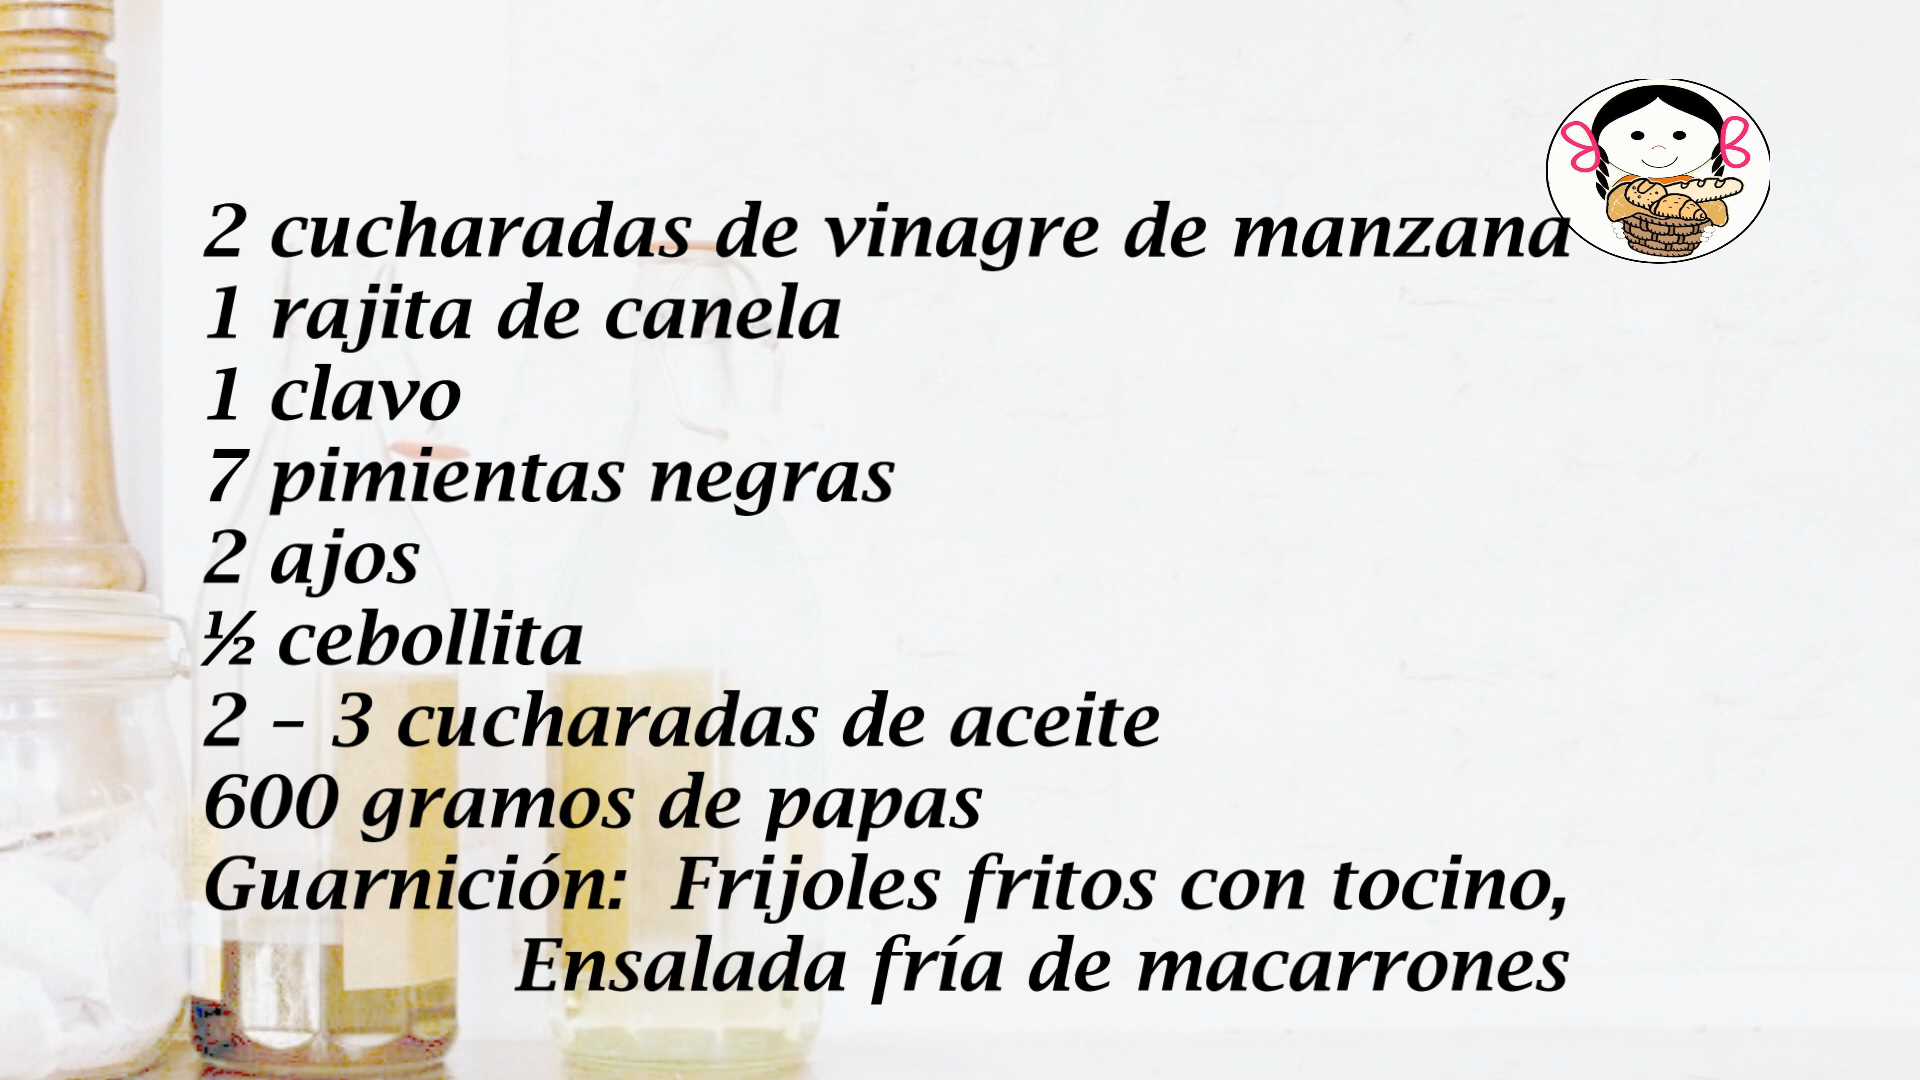 2 cucharadas de vinagre de manzana
1 rajita de canela
1 clavo
7 pimientas negras
2 ajos
½ cebollita
2 – 3 cucharadas de aceite
600 gramos de papas
Guarnición:  Frijoles fritos con tocino,
Ensalada fría de macarrones